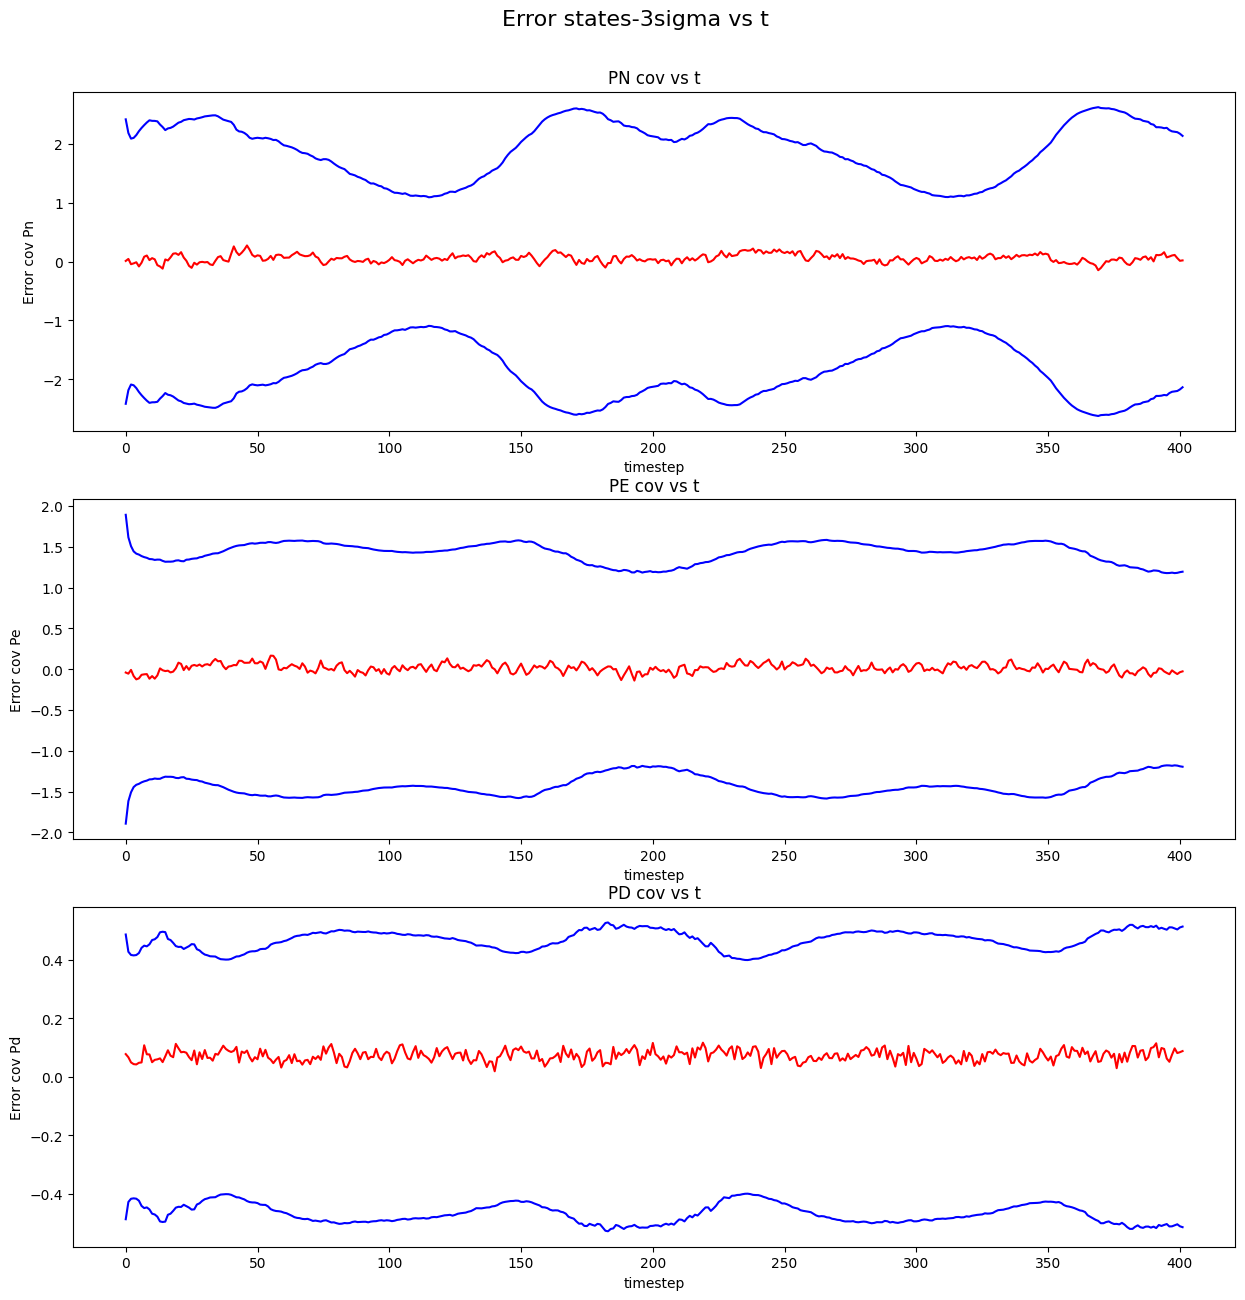 Error states-3sigma vs t
PN cov vs t
Error cov Pn
2
1
0
−1
−2
0 50 100 150 200 250 300 350 400
timestep
PE cov vs t
Error cov Pe
2.0
1.5
1.0
0.5
0.0
−0.5
−1.0
−1.5
−2.0
0 50 100 150 200 250 300 350 400
timestep
PD cov vs t
Error cov Pd
0.4
0.2
0.0
−0.2
−0.4
0 50 100 150 200 250 300 350 400
timestep